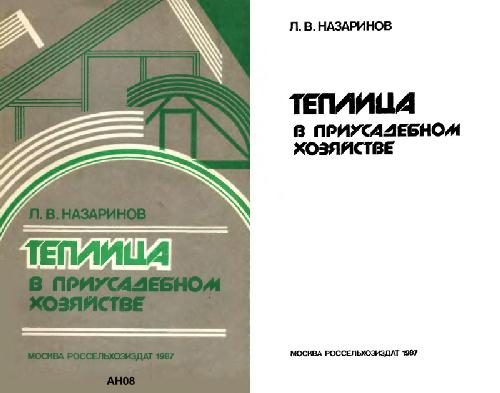 Л. В. НАЗАРИНОВ
ТЕПЛИЦА
В ПРИУСАДЕБНОМ
ХОЗЯЙСТВЕ
МОСКВА РОССЕЛЬХОЗИЗДАТ 1987
АН08
Л. В. НАЗАРИНОВ
ТЕПЛИЦА
В ПРИУСАДЕБНОМ
ХОЗЯЙСТВЕ
МОСКВА РОССЕЛЬХОЗИЗДАТ 1987